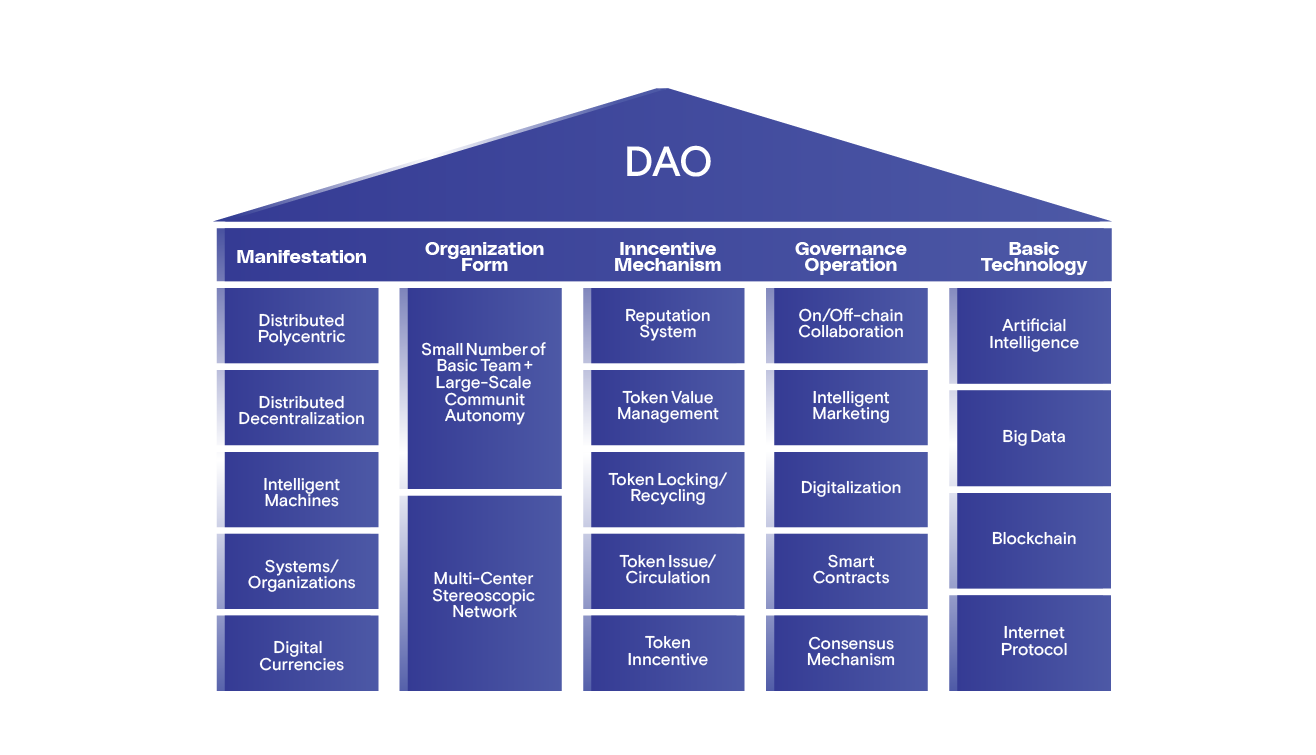 DAO
Manifestation
Organization
Form
Inncentive
Mechanism
Governance
Operation
Basic
Technology
Distributed
Polycentric
Distributed
Decentralization
Intelligent
Machines
Systems/
Organizations
Digital
Currencies
Small Number of
Basic Team +
Large-Scale
Communit
Autonomy
Multi-Center
Stereoscopic
Network
Reputation
System
Token Value
Management
Token Locking/
Recycling
Token Issue/
Circulation
Token
Inncentive
On/Off-chain
Collaboration
Intelligent
Marketing
Digitalization
Smart
Contracts
Consensus
Mechanism
Artificial
Intelligence
Big Data
Blockchain
Internet
Protocol